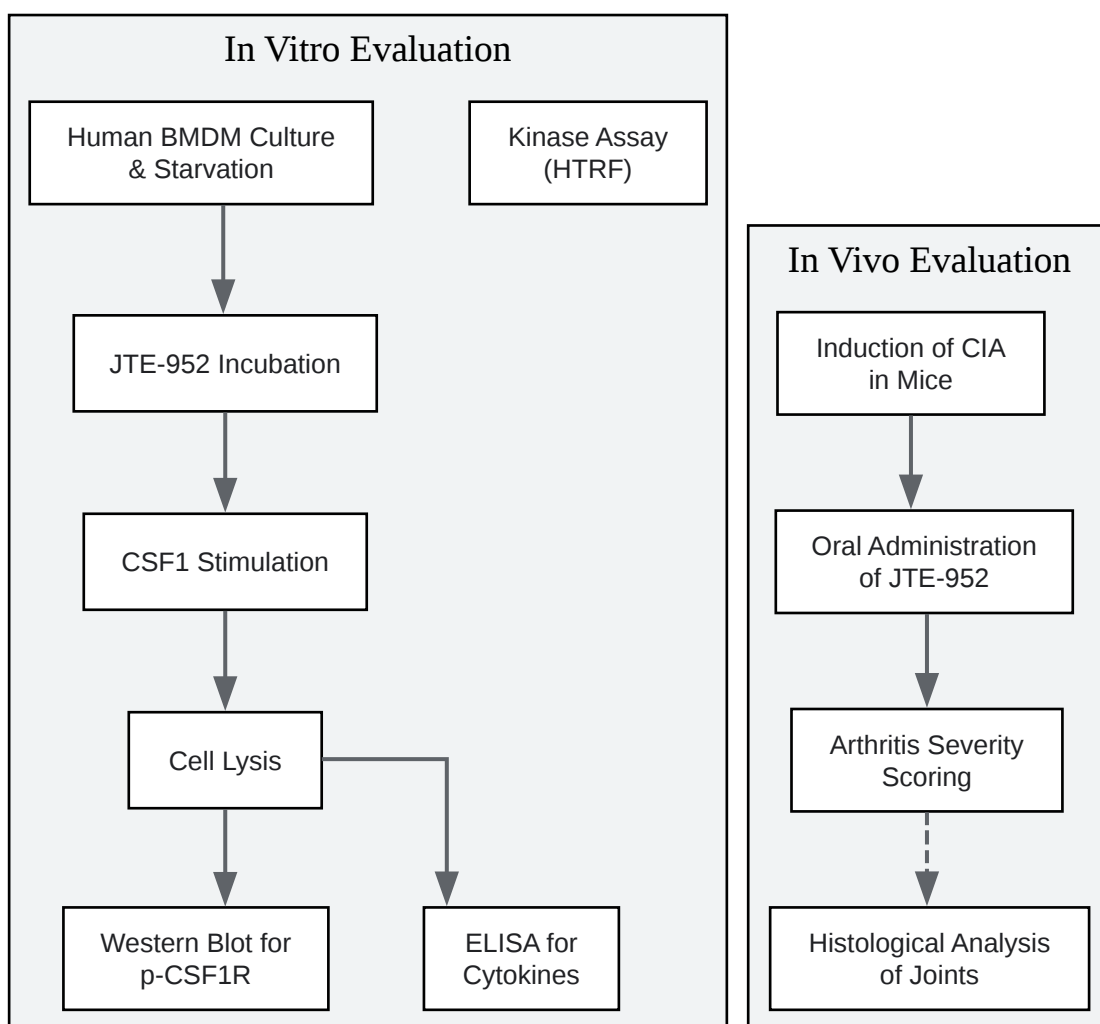 In Vitro Evaluation
Human BMDM Culture
& Starvation
Kinase Assay
(HTRF)
JTE-952 Incubation
CSF1 Stimulation
Cell Lysis
Western Blot for
p-CSF1R
ELISA for
Cytokines
In Vivo Evaluation
Induction of CIA
in Mice
Oral Administration
of JTE-952
Arthritis Severity
Scoring
Histological Analysis
of Joints